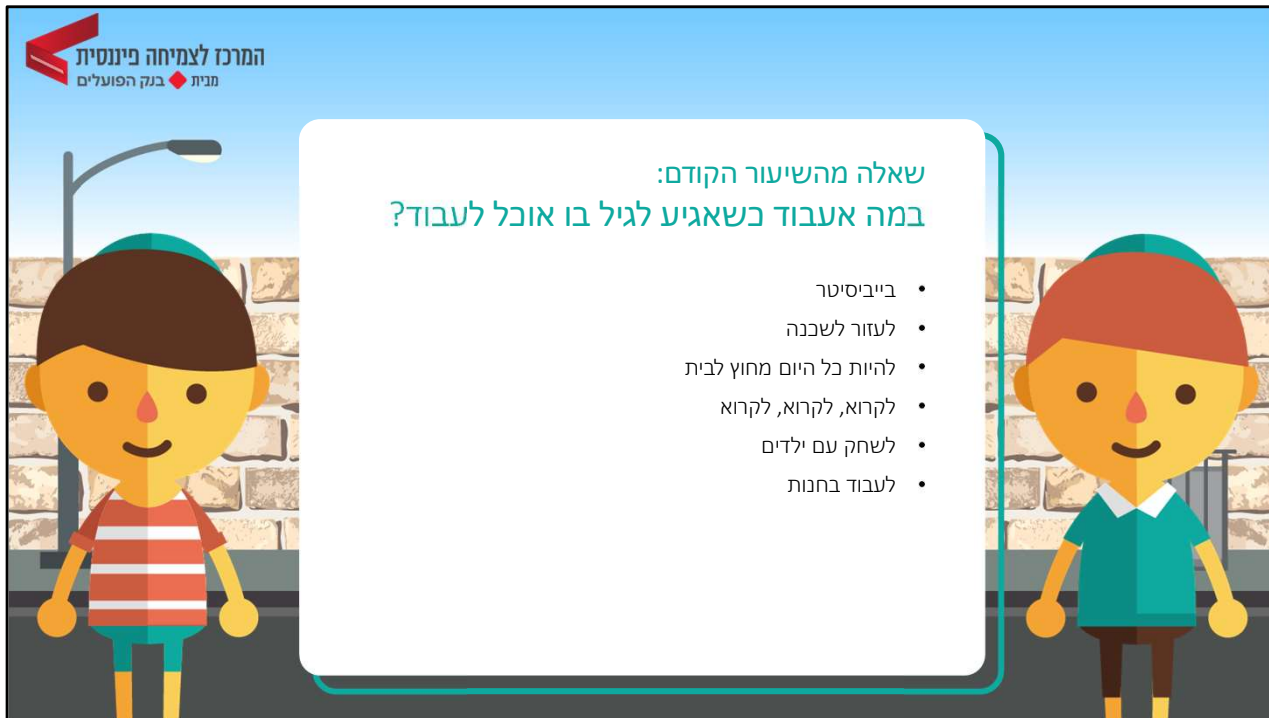 המרכז לצמיחה פיננסית
מבית בנק הפועלים
שאלה מהשיעור הקודם:
במה אעבוד כשאגיע לגיל בו אוכל לעבוד?
• בייביסיטר
• לעזור לשכנה
• להיות כל היום מחוץ לבית
• לקרוא, לקרוא, לקרוא
• לשחק עם ילדים
• לעבוד בחנות